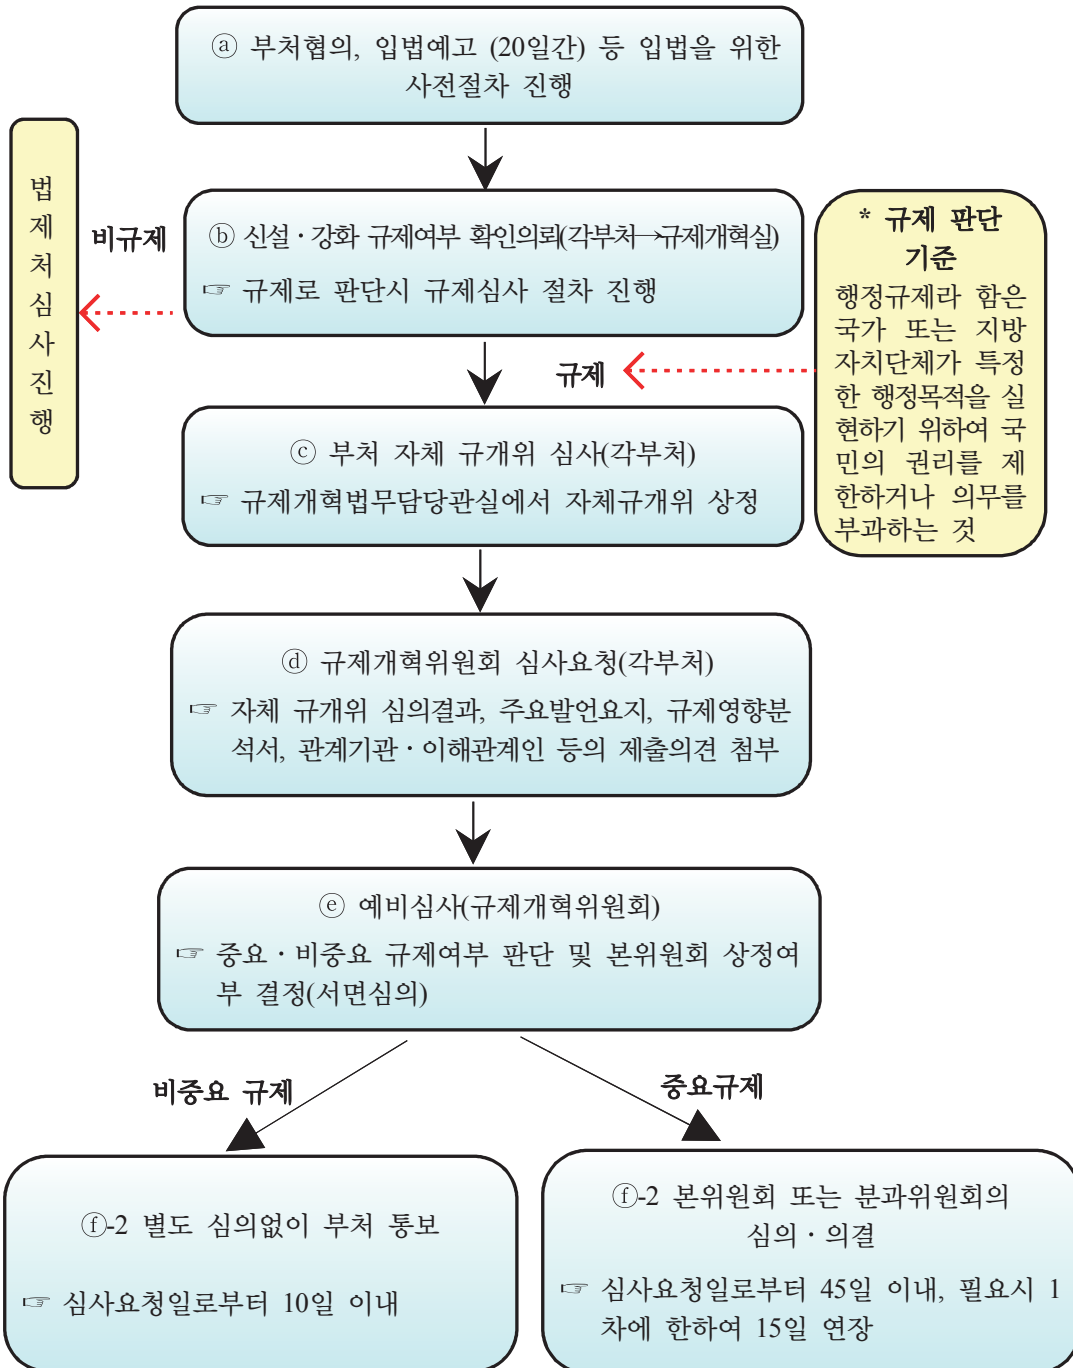 ⓐ 부처협의, 입법예고 (20일간) 등 입법을 위한
사전절차 진행
법
제
처
심
사
진
행
비규제
ⓑ 신설·강화 규제여부 확인의뢰(각부처→규제개혁실)
☞ 규제로 판단시 규제심사 절차 진행
* 규제 판단
기준
행정규제라 함은
국가 또는 지방
자치단체가 특정
한 행정목적을 실
현하기 위하여 국
민의 권리를 제
한하거나 의무를
부과하는 것
규제
ⓒ 부처 자체 규개위 심사(각부처)
☞ 규제개혁법무담당관실에서 자체규개위 상정
ⓓ 규제개혁위원회 심사요청(각부처)
☞ 자체 규개위 심의결과, 주요발언요지, 규제영향분
석서, 관계기관·이해관계인 등의 제출의견 첨부
ⓔ 예비심사(규제개혁위원회)
☞ 중요·비중요 규제여부 판단 및 본위원회 상정여
부 결정(서면심의)
비중요 규제
중요규제
ⓕ-2 별도 심의없이 부처 통보
☞ 심사요청일로부터 10일 이내
ⓕ-2 본위원회 또는 분과위원회의
심의·의결
☞ 심사요청일로부터 45일 이내, 필요시 1
차에 한하여 15일 연장